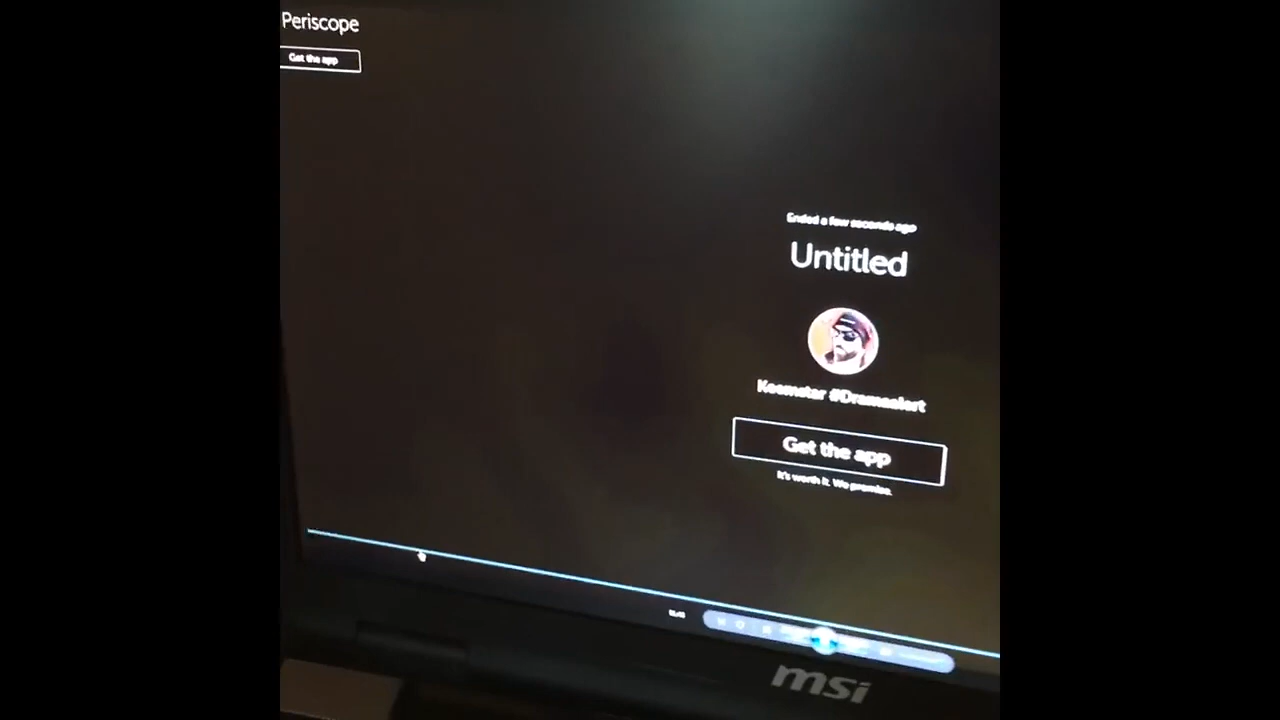 Periscope
Get the app
Ended a few seconds ago
Untitled
Keemstar #Dramaalert
Get the app
It's worth it. We promise.
msi